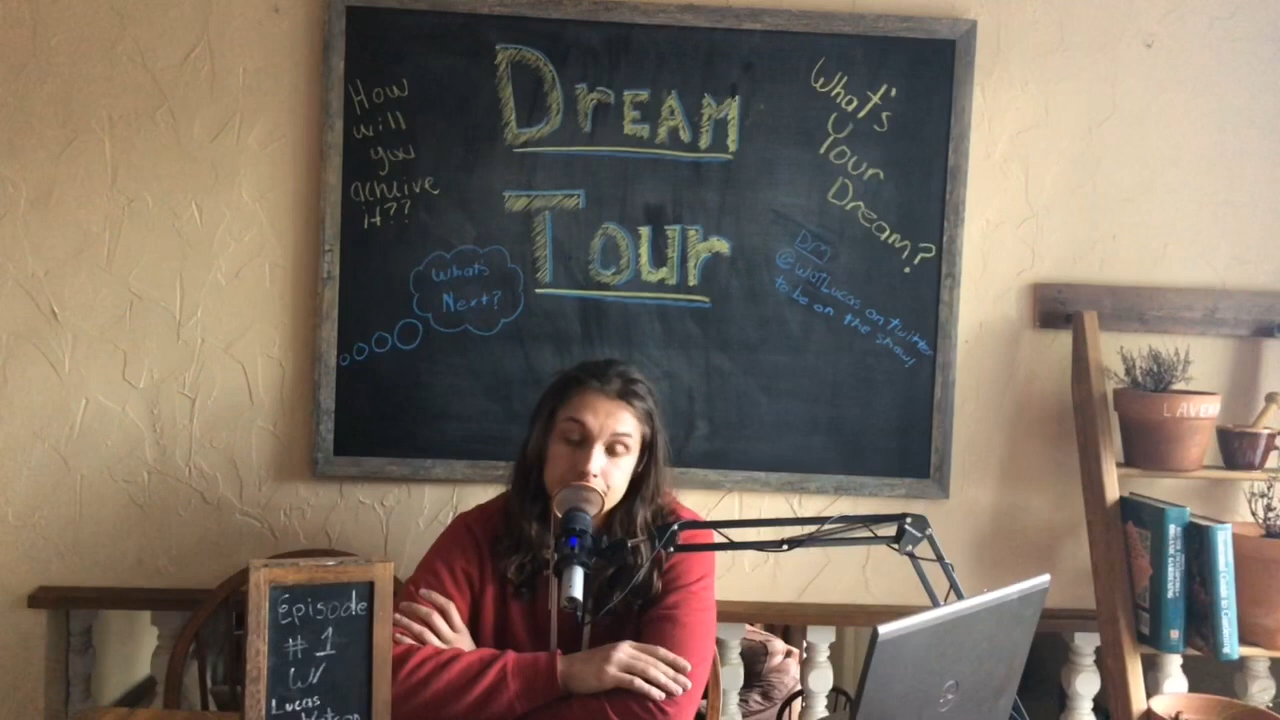 How
will
you
achuive
it??
DREAM
Tour
What's
Your
Dream?
What's
Next?
DM
@WOTLucas on twitter
to be on the show!
LAVEN
Episode
# 1
W/
Lucas